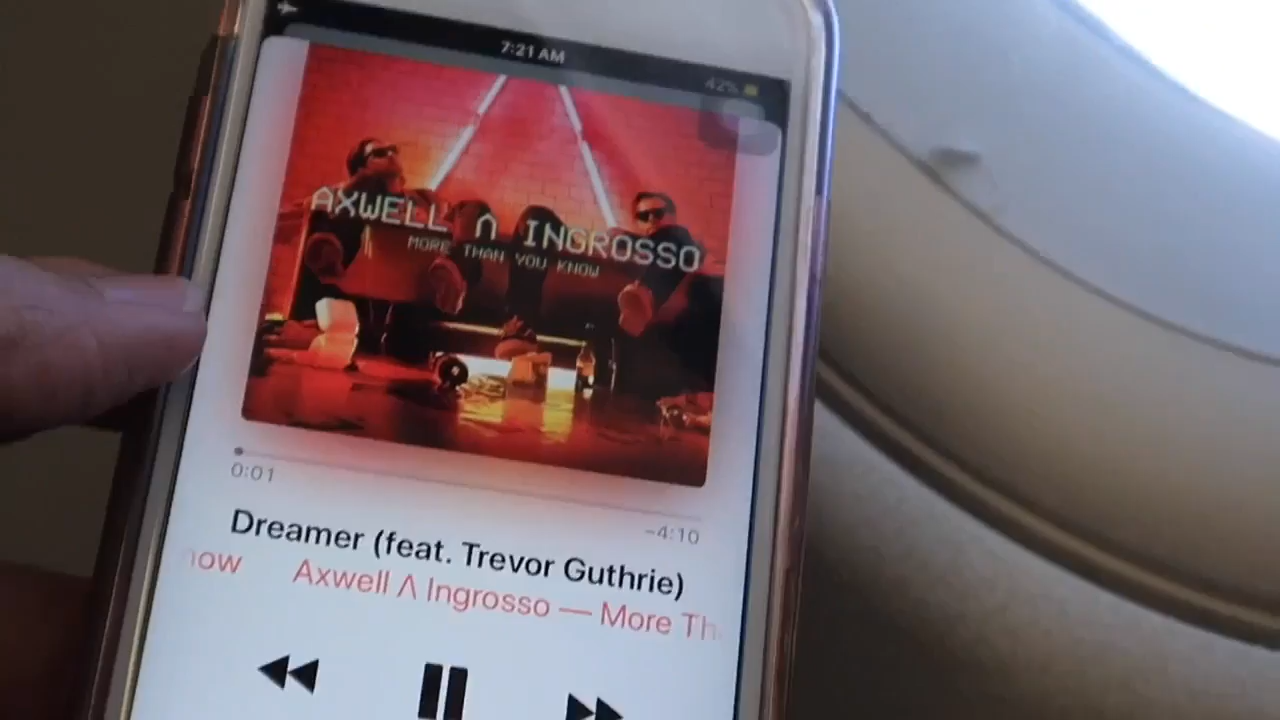 7:21 AM
42%
AXWELL Λ INGROSSO
MORE THAN YOU KNOW
0:01
-4:10
Dreamer (feat. Trevor Guthrie)
now Axwell Λ Ingrosso — More Th